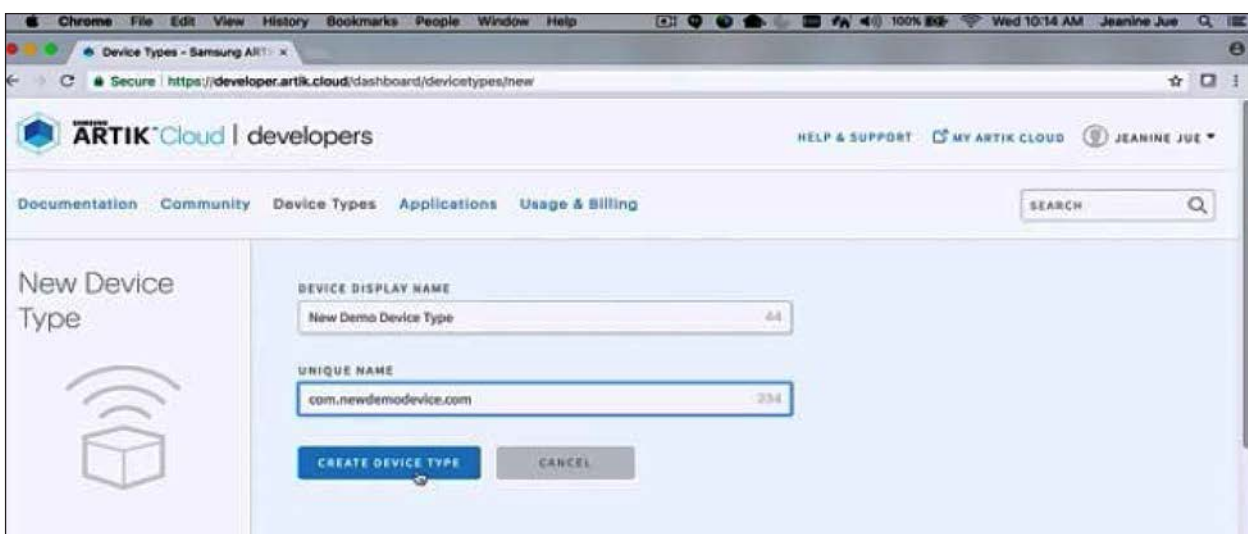 Chrome File Edit View History Bookmarks People Window Help 100% Wed 10:14 AM Jeanine Jue
Device Types - Samsung ART
Secure https://developer.artik.cloud/dashboard/devicetypes/new
SAMSUNG
ARTIK Cloud | developers
HELP & SUPPORT MY ARTIK CLOUD JEANINE JUE
Documentation Community Device Types Applications Usage & Billing
SEARCH
New Device
Type
DEVICE DISPLAY NAME
New Demo Device Type 44
UNIQUE NAME
com.newdemodevice.com 234
CREATE DEVICE TYPE CANCEL